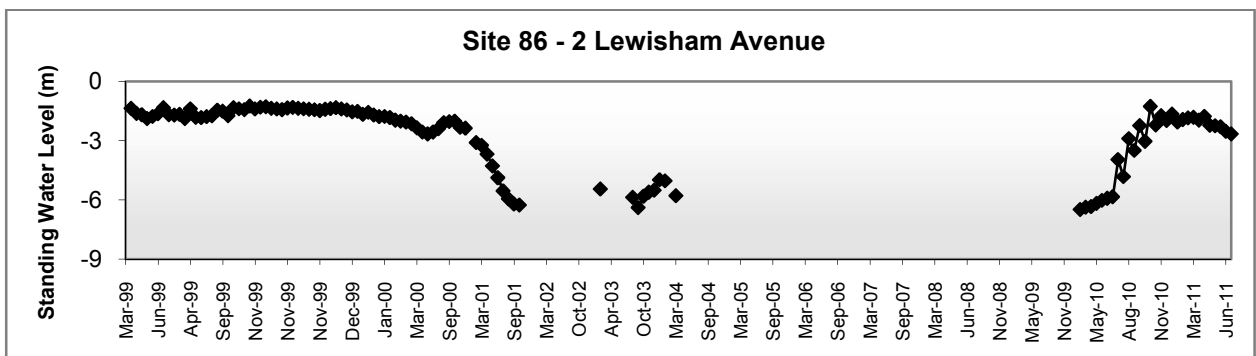 Site 86 - 2 Lewisham Avenue
Standing Water Level (m)
0
-3
-6
-9
Mar-99
Jun-99
Apr-99
Sep-99
Nov-99
Nov-99
Nov-99
Dec-99
Jan-00
Mar-00
Sep-00
Mar-01
Sep-01
Mar-02
Oct-02
Apr-03
Oct-03
Mar-04
Sep-04
Mar-05
Sep-05
Mar-06
Sep-06
Mar-07
Sep-07
Mar-08
Jun-08
May-09
Nov-09
May-10
Aug-10
Nov-10
Mar-11
Jun-11